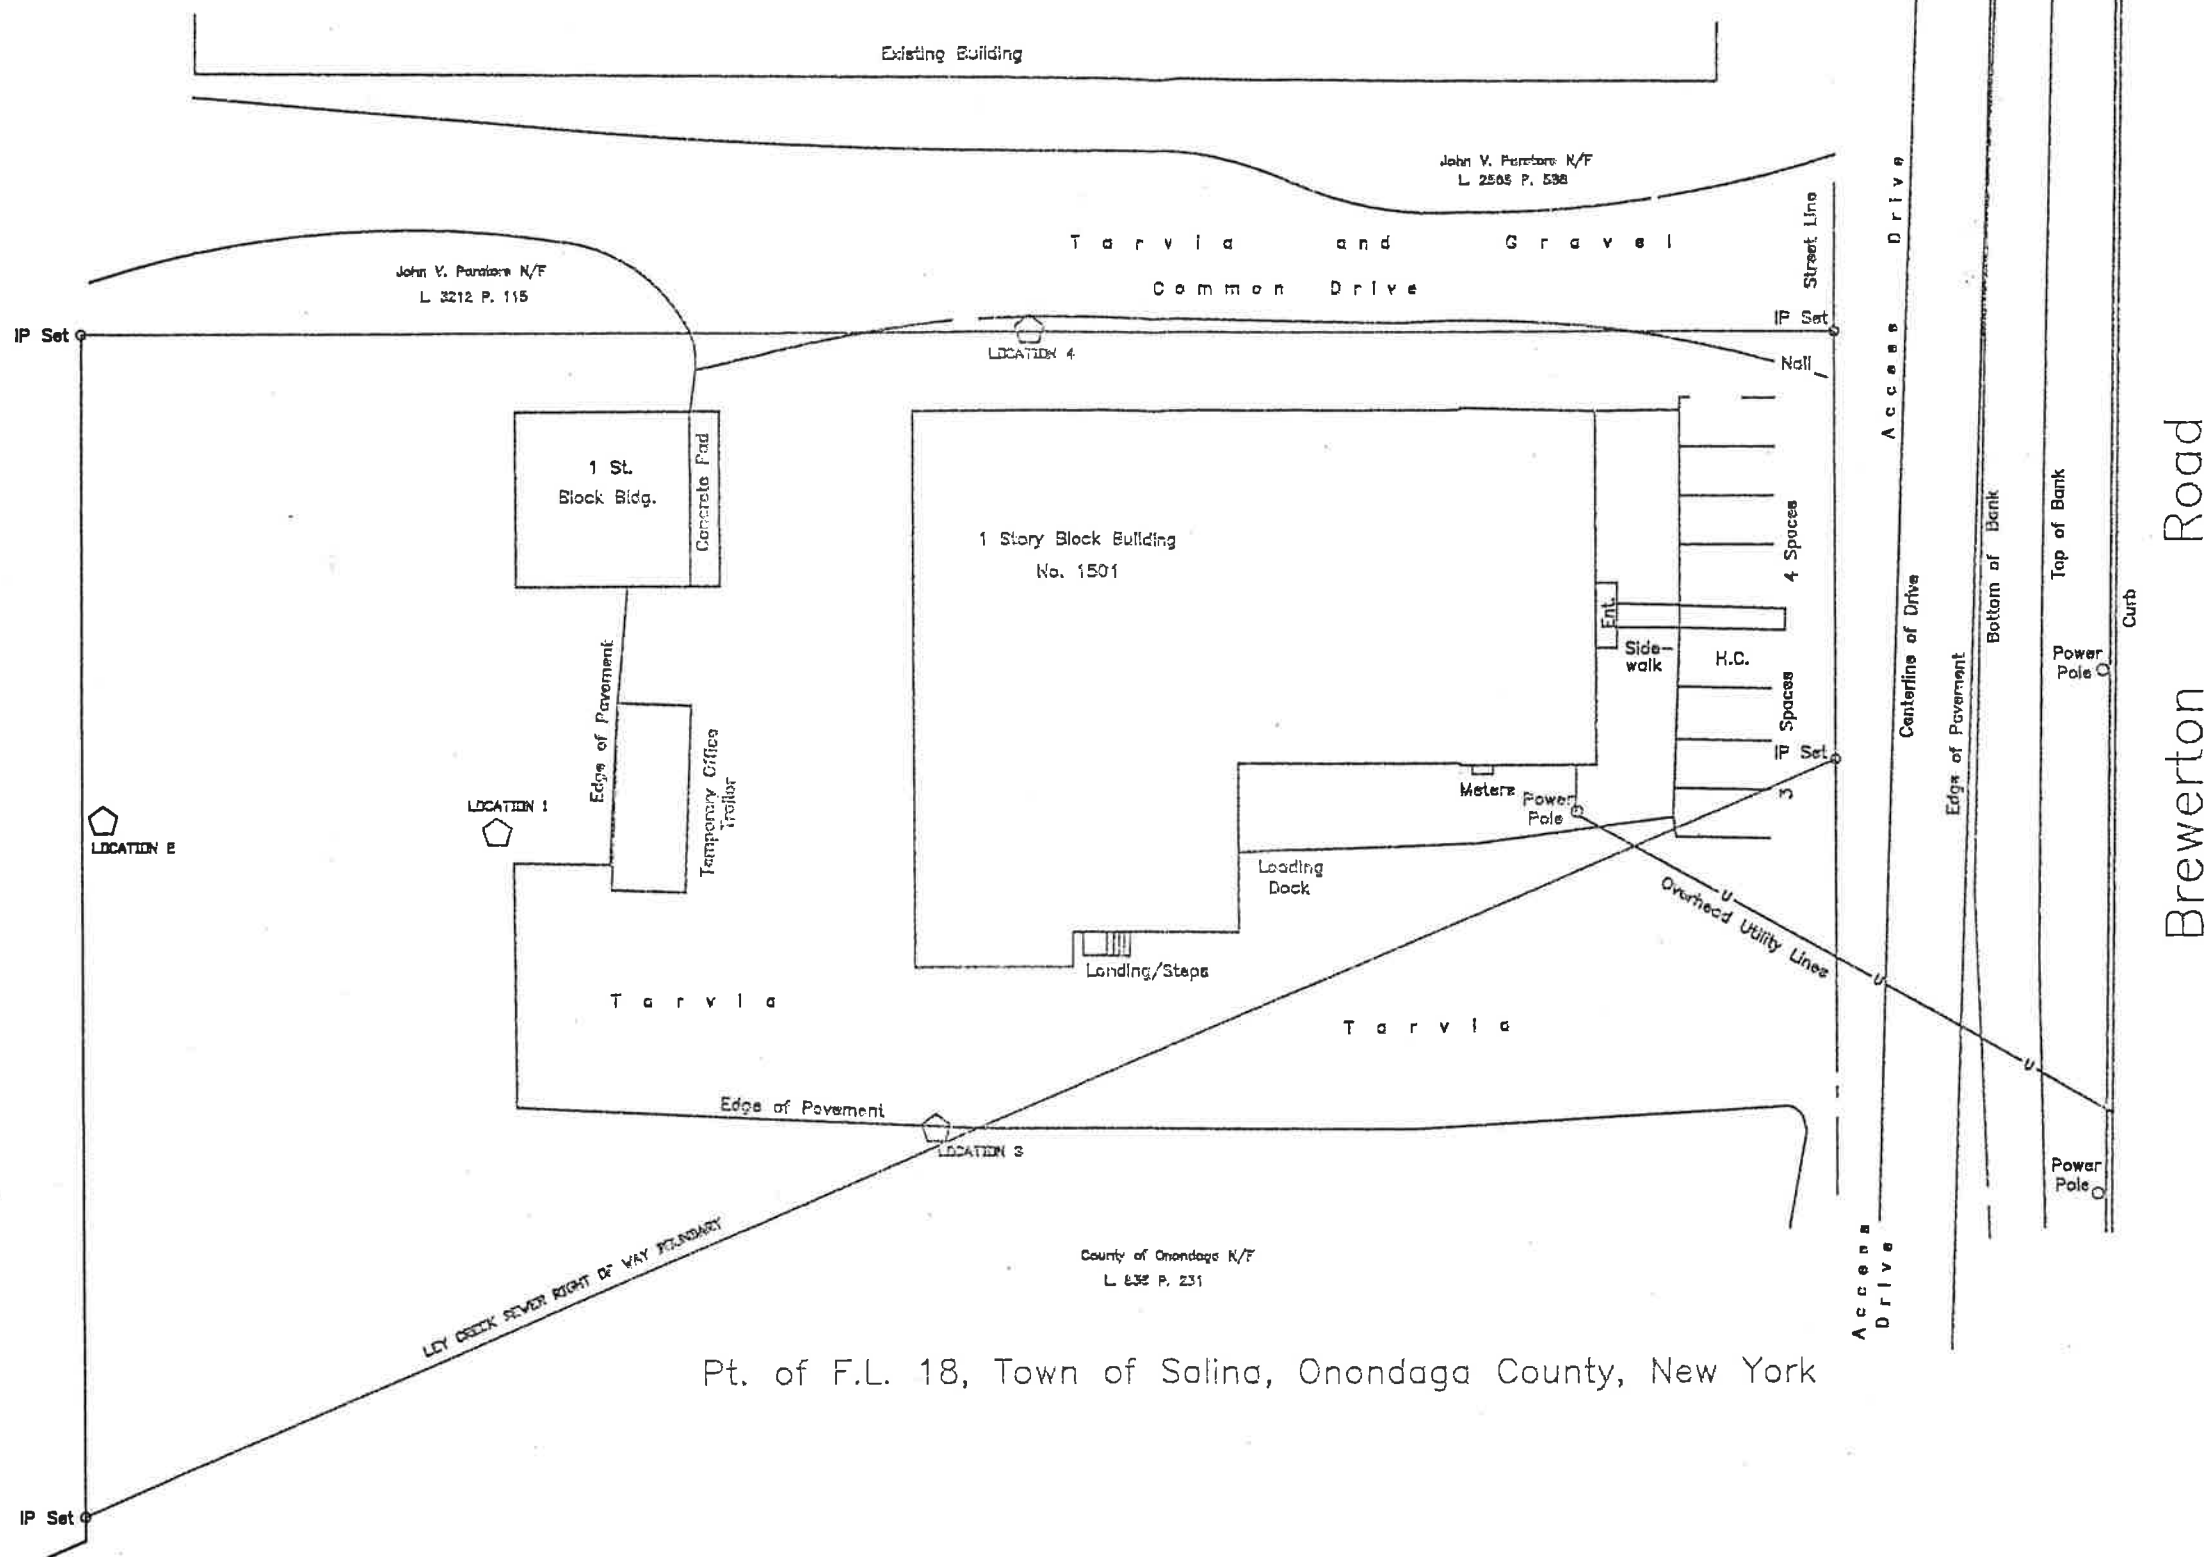 Existing Building
John V. Paratore N/F
L. 2505 P. 538
Tarvia and Gravel
Common Drive
Street Line
Access Drive
John V. Paratore N/F
L. 3212 P. 115
IP Set
IP Set
Nail
LOCATION 4
1 St.
Block Bldg.
Concrete Pad
1 Story Block Building
No. 1501
4 Spaces
Ent.
Side-
walk
H.C.
3 Spaces
IP Set
Centerline of Drive
Edge of Pavement
Bottom of Bank
Top of Bank
Curb
Power
Pole
Brewerton Road
Edge of Pavement
Temporary Office
Trailer
LOCATION 1
LOCATION 2
Meters
Power
Pole
Loading
Dock
Overhead Utility Lines
U
U
U
Landing/Steps
Tarvia
Tarvia
Edge of Pavement
LOCATION 3
Power
Pole
Access
Drive
LEY CREEK SEWER RIGHT OF WAY BOUNDARY
County of Onondaga N/F
P. 231
Pt. of F.L. 18, Town of Salina, Onondaga County, New York
IP Set